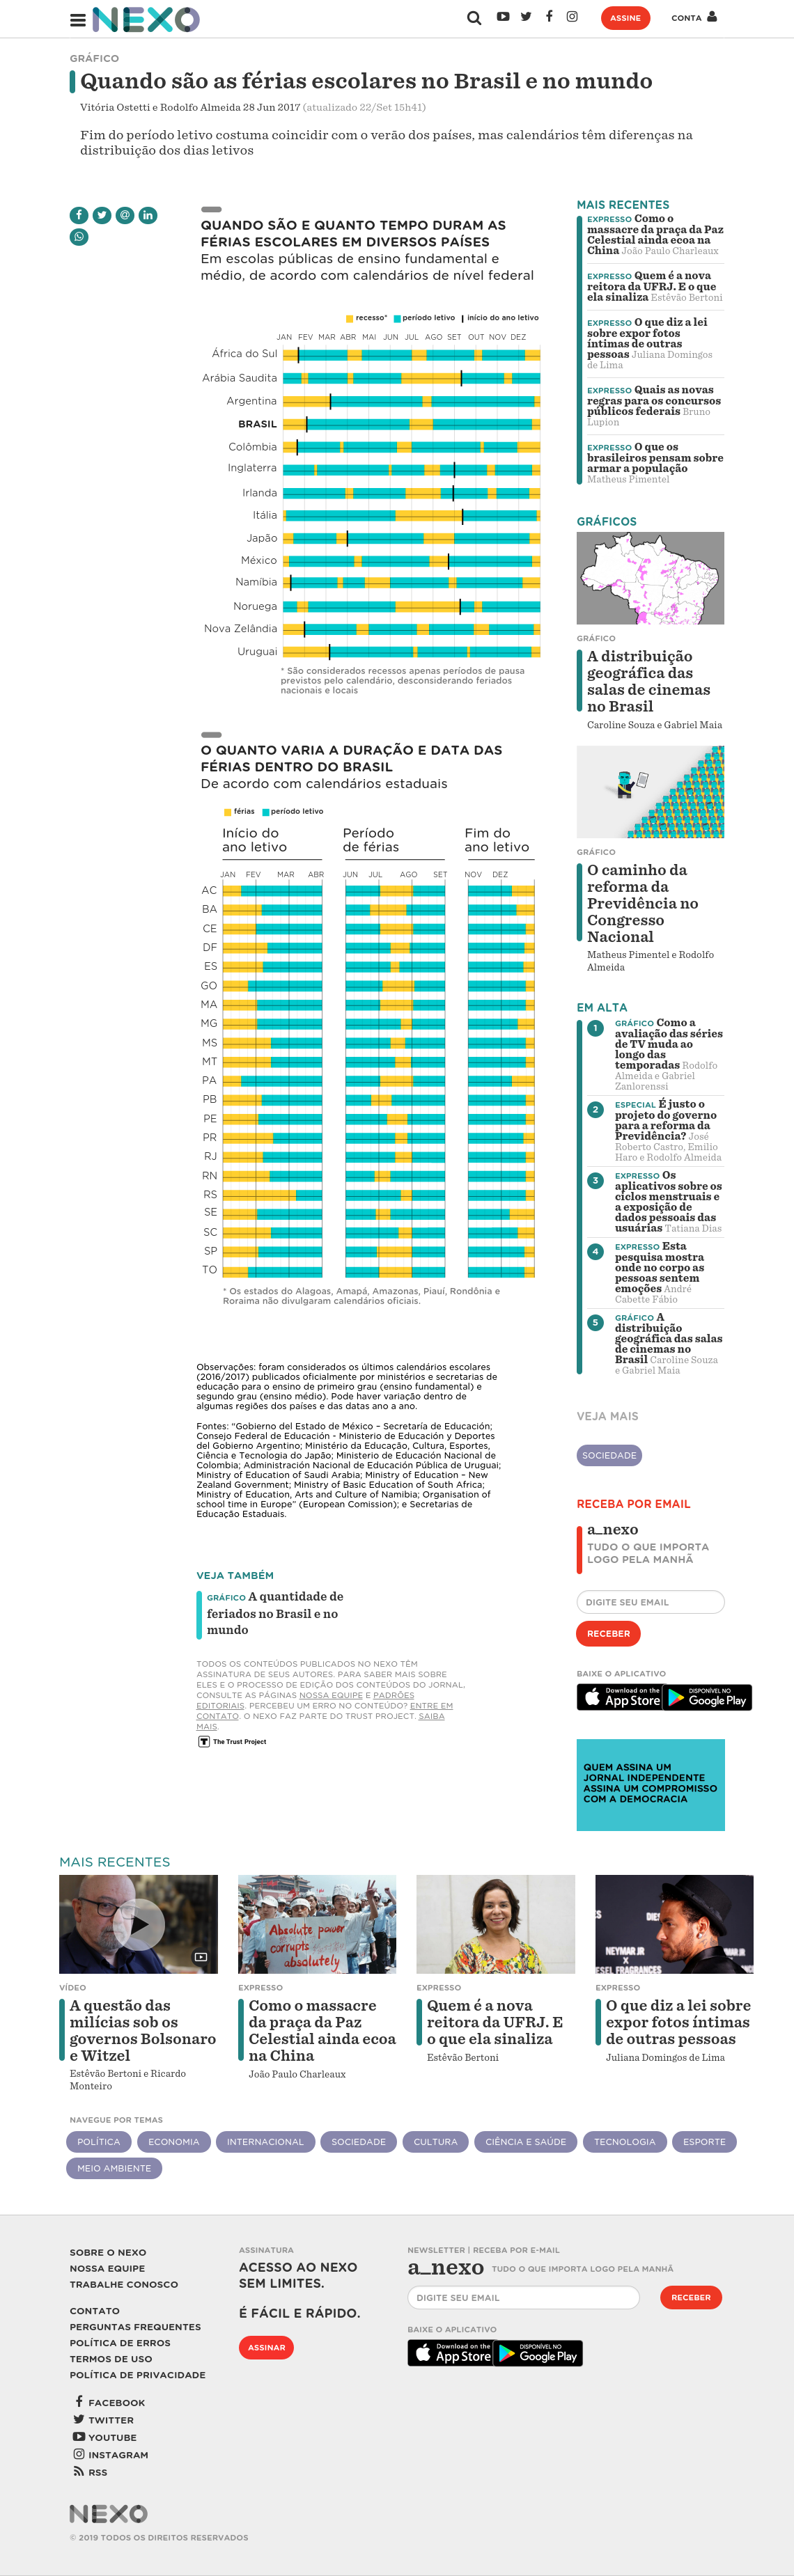 NEXO
ASSINE
CONTA
GRÁFICO
Quando são as férias escolares no Brasil e no mundo
Vitória Ostetti e Rodolfo Almeida 28 Jun 2017 (atualizado 22/Set 15h41)
Fim do período letivo costuma coincidir com o verão dos países, mas calendários têm diferenças na
distribuição dos dias letivos
QUANDO SÃO E QUANTO TEMPO DURAM AS
FÉRIAS ESCOLARES EM DIVERSOS PAÍSES
Em escolas públicas de ensino fundamental e
médio, de acordo com calendários de nível federal
recesso* período letivo início do ano letivo
JAN FEV MAR ABR MAI JUN JUL AGO SET OUT NOV DEZ
África do Sul
Arábia Saudita
Argentina
BRASIL
Colômbia
Inglaterra
Irlanda
Itália
Japão
México
Namíbia
Noruega
Nova Zelândia
Uruguai
* São considerados recessos apenas períodos de pausa
previstos pelo calendário, desconsiderando feriados
nacionais e locais
O QUANTO VARIA A DURAÇÃO E DATA DAS
FÉRIAS DENTRO DO BRASIL
De acordo com calendários estaduais
férias período letivo
Início do
ano letivo
Período
de férias
Fim do
ano letivo
JAN FEV MAR ABR JUN JUL AGO SET NOV DEZ
AC
BA
CE
DF
ES
GO
MA
MG
MS
MT
PA
PB
PE
PR
RJ
RN
RS
SE
SC
SP
TO
* Os estados do Alagoas, Amapá, Amazonas, Piauí, Rondônia e
Roraima não divulgaram calendários oficiais.
Observações: foram considerados os últimos calendários escolares
(2016/2017) publicados oficialmente por ministérios e secretarias de
educação para o ensino de primeiro grau (ensino fundamental) e
segundo grau (ensino médio). Pode haver variação dentro de
algumas regiões dos países e das datas ano a ano.
Fontes: “Gobierno del Estado de México – Secretaría de Educación;
Consejo Federal de Educación - Ministerio de Educación y Deportes
del Gobierno Argentino; Ministério da Educação, Cultura, Esportes,
Ciência e Tecnologia do Japão; Ministerio de Educación Nacional de
Colombia; Administración Nacional de Educación Pública de Uruguai;
Ministry of Education of Saudi Arabia; Ministry of Education – New
Zealand Government; Ministry of Basic Education of South Africa;
Ministry of Education, Arts and Culture of Namibia; Organisation of
school time in Europe” (European Comission); e Secretarias de
Educação Estaduais.
VEJA TAMBÉM
GRÁFICO A quantidade de
feriados no Brasil e no
mundo
TODOS OS CONTEÚDOS PUBLICADOS NO NEXO TÊM
ASSINATURA DE SEUS AUTORES. PARA SABER MAIS SOBRE
ELES E O PROCESSO DE EDIÇÃO DOS CONTEÚDOS DO JORNAL,
CONSULTE AS PÁGINAS NOSSA EQUIPE E PADRÕES
EDITORIAIS. PERCEBEU UM ERRO NO CONTEÚDO? ENTRE EM
CONTATO. O NEXO FAZ PARTE DO TRUST PROJECT. SAIBA
MAIS.
T The Trust Project
MAIS RECENTES
EXPRESSO Como o
massacre da praça da Paz
Celestial ainda ecoa na
China João Paulo Charleaux
EXPRESSO Quem é a nova
reitora da UFRJ. E o que
ela sinaliza Estêvão Bertoni
EXPRESSO O que diz a lei
sobre expor fotos
íntimas de outras
pessoas Juliana Domingos
de Lima
EXPRESSO Quais as novas
regras para os concursos
públicos federais Bruno
Lupion
EXPRESSO O que os
brasileiros pensam sobre
armar a população
Matheus Pimentel
GRÁFICOS
GRÁFICO
A distribuição
geográfica das
salas de cinemas
no Brasil
Caroline Souza e Gabriel Maia
GRÁFICO
O caminho da
reforma da
Previdência no
Congresso
Nacional
Matheus Pimentel e Rodolfo
Almeida
EM ALTA
1 GRÁFICO Como a
avaliação das séries
de TV muda ao
longo das
temporadas Rodolfo
Almeida e Gabriel
Zanlorenssi
2 ESPECIAL É justo o
projeto do governo
para a reforma da
Previdência? José
Roberto Castro, Emilio
Haro e Rodolfo Almeida
3 EXPRESSO Os
aplicativos sobre os
ciclos menstruais e
a exposição de
dados pessoais das
usuárias Tatiana Dias
4 EXPRESSO Esta
pesquisa mostra
onde no corpo as
pessoas sentem
emoções André
Cabette Fábio
5 GRÁFICO A
distribuição
geográfica das salas
de cinemas no
Brasil Caroline Souza
e Gabriel Maia
VEJA MAIS
SOCIEDADE
RECEBA POR EMAIL
a_nexo
TUDO O QUE IMPORTA
LOGO PELA MANHÃ
DIGITE SEU EMAIL
RECEBER
BAIXE O APLICATIVO
Download on the
App Store
DISPONÍVEL NO
Google Play
QUEM ASSINA UM
JORNAL INDEPENDENTE
ASSINA UM COMPROMISSO
COM A DEMOCRACIA
MAIS RECENTES
Absolute power
corrupts
absolutely
NEYMAR JR
X
ESEL FRAGRANCES
VÍDEO
A questão das
milícias sob os
governos Bolsonaro
e Witzel
Estêvão Bertoni e Ricardo
Monteiro
EXPRESSO
Como o massacre
da praça da Paz
Celestial ainda ecoa
na China
João Paulo Charleaux
EXPRESSO
Quem é a nova
reitora da UFRJ. E
o que ela sinaliza
Estêvão Bertoni
EXPRESSO
O que diz a lei sobre
expor fotos íntimas
de outras pessoas
Juliana Domingos de Lima
NAVEGUE POR TEMAS
POLÍTICA ECONOMIA INTERNACIONAL SOCIEDADE CULTURA CIÊNCIA E SAÚDE TECNOLOGIA ESPORTE
MEIO AMBIENTE
SOBRE O NEXO
NOSSA EQUIPE
TRABALHE CONOSCO
CONTATO
PERGUNTAS FREQUENTES
POLÍTICA DE ERROS
TERMOS DE USO
POLÍTICA DE PRIVACIDADE
FACEBOOK
TWITTER
YOUTUBE
INSTAGRAM
RSS
ASSINATURA
ACESSO AO NEXO
SEM LIMITES.
É FÁCIL E RÁPIDO.
ASSINAR
NEWSLETTER | RECEBA POR E-MAIL
a_nexo TUDO O QUE IMPORTA LOGO PELA MANHÃ
DIGITE SEU EMAIL
RECEBER
BAIXE O APLICATIVO
Download on the
App Store
DISPONÍVEL NO
Google Play
NEXO
© 2019 TODOS OS DIREITOS RESERVADOS